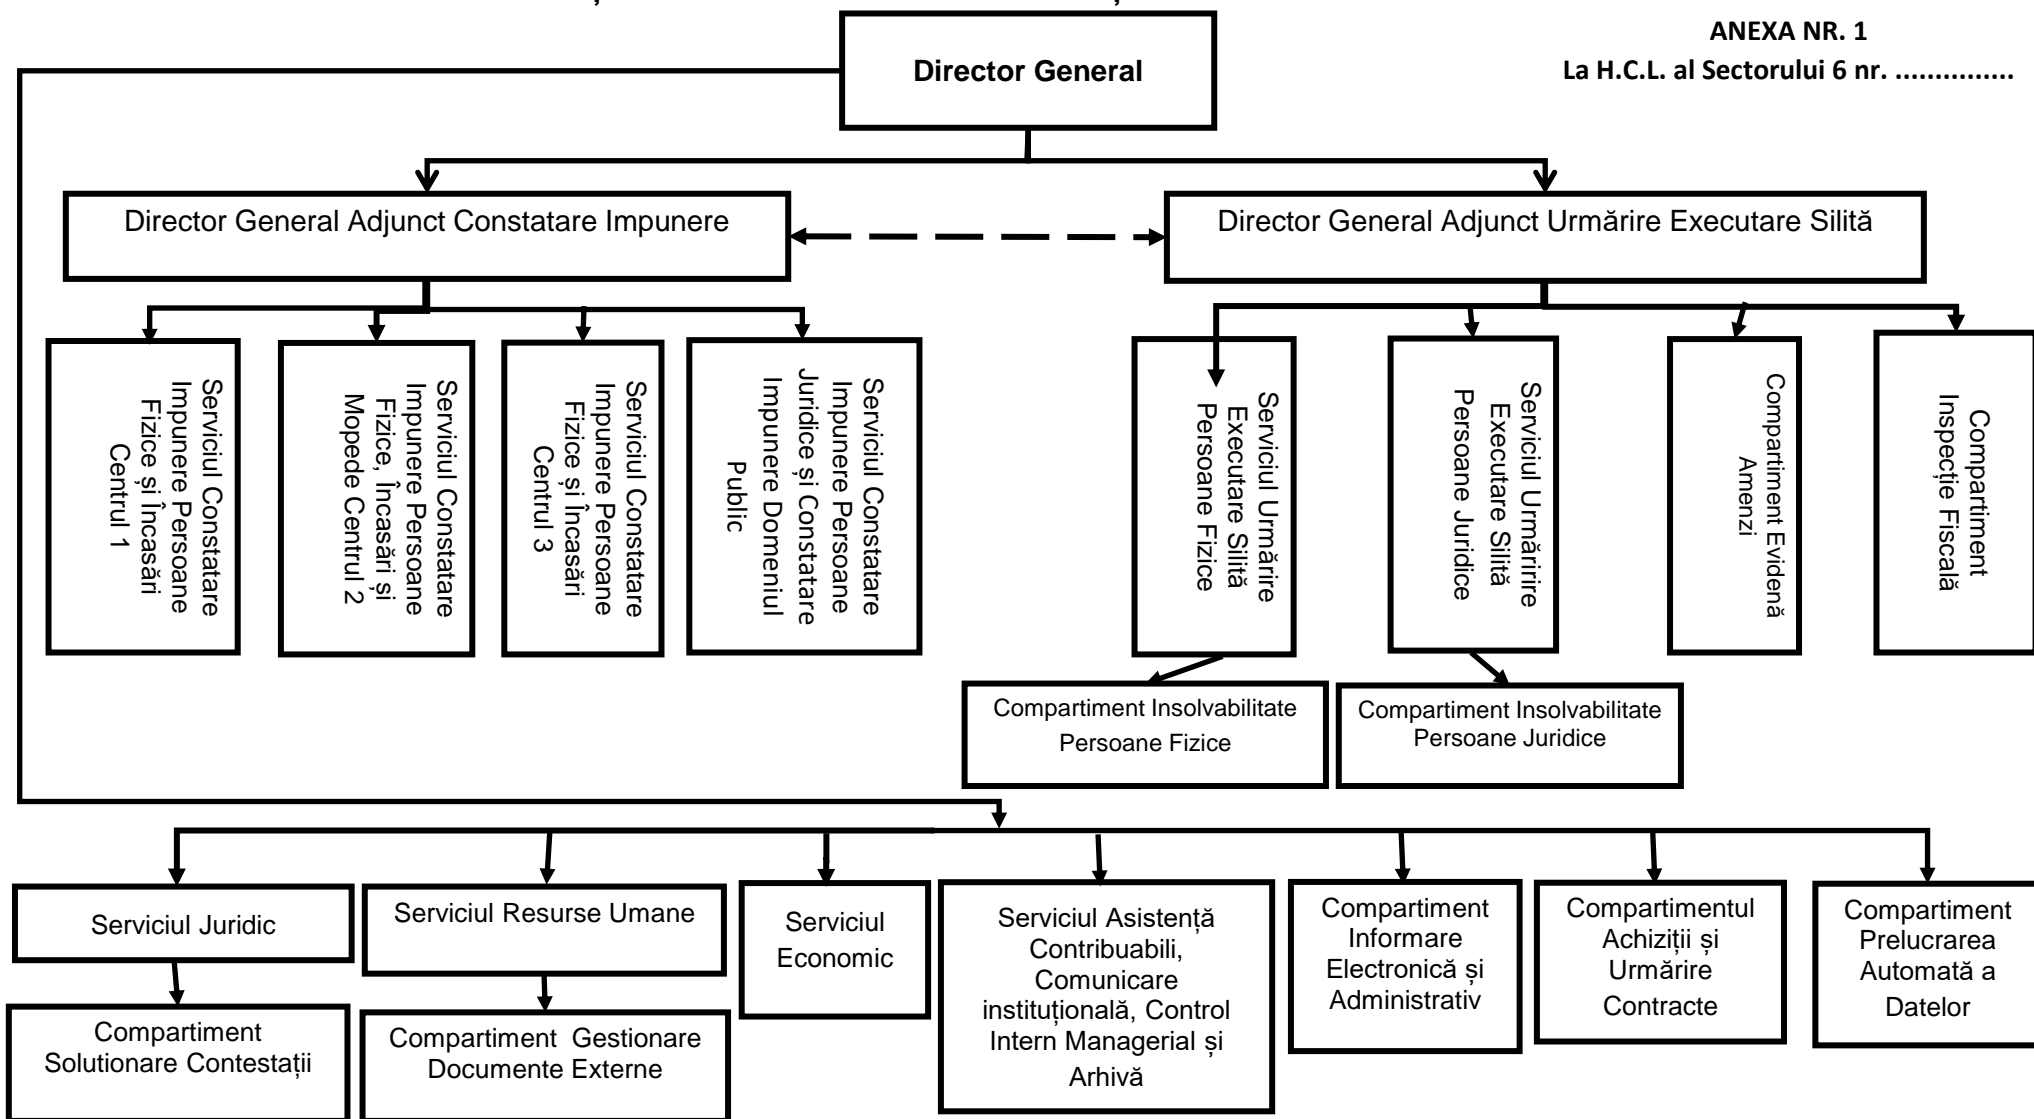 ANEXA NR. 1
La H.C.L. al Sectorului 6 nr. ...............
Director General
Director General Adjunct Constatare Impunere
Director General Adjunct Urmărire Executare Silită
Serviciul Constatare
Impunere Persoane
Fizice și Încasări
Centrul 1
Serviciul Constatare
Impunere Persoane
Fizice, Încasări și
Mopede Centrul 2
Serviciul Constatare
Impunere Persoane
Fizice și Încasări
Centrul 3
Serviciul Constatare
Impunere Persoane
Juridice și Constatare
Impunere Domeniul
Public
Serviciul Urmărire
Executare Silită
Persoane Fizice
Serviciul Urmăririre
Executare Silită
Persoane Juridice
Compartiment Evidenă
Amenzi
Compartiment
Inspecție Fiscală
Compartiment Insolvabilitate
Persoane Fizice
Compartiment Insolvabilitate
Persoane Juridice
Serviciul Juridic
Serviciul Resurse Umane
Serviciul
Economic
Serviciul Asistență
Contribuabili,
Comunicare
instituțională, Control
Intern Managerial și
Arhivă
Compartiment
Informare
Electronică și
Administrativ
Compartimentul
Achiziții și
Urmărire
Contracte
Compartiment
Prelucrarea
Automată a
Datelor
Compartiment
Solutionare Contestații
Compartiment Gestionare
Documente Externe